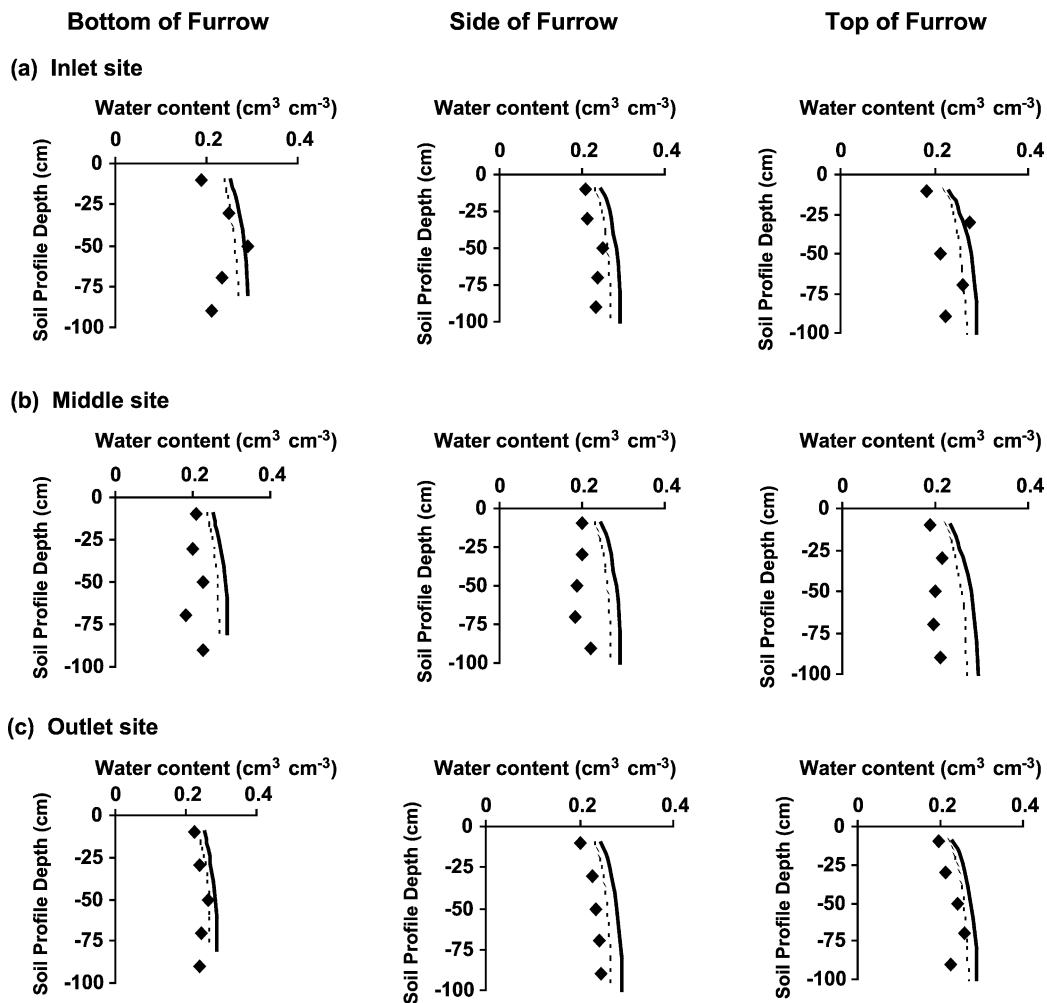 Bottom of Furrow Side of Furrow Top of Furrow
(a) Inlet site
Water content (cm³ cm⁻³) Water content (cm³ cm⁻³) Water content (cm³ cm⁻³)
0 0.2 0.4
Soil Profile Depth (cm)
0
-25
-50
-75
-100
0 0.2 0.4
Soil Profile Depth (cm)
0
-25
-50
-75
-100
0 0.2 0.4
Soil Profile Depth (cm)
0
-25
-50
-75
-100
(b) Middle site
Water content (cm³ cm⁻³) Water content (cm³ cm⁻³) Water content (cm³ cm⁻³)
0 0.2 0.4
Soil Profile Depth (cm)
0
-25
-50
-75
-100
0 0.2 0.4
Soil Profile Depth (cm)
0
-25
-50
-75
-100
0 0.2 0.4
Soil Profile Depth (cm)
0
-25
-50
-75
-100
(c) Outlet site
Water content (cm³ cm⁻³) Water content (cm³ cm⁻³) Water content (cm³ cm⁻³)
0 0.2 0.4
Soil Profile Depth (cm)
0
-25
-50
-75
-100
0 0.2 0.4
Soil Profile Depth (cm)
0
-25
-50
-75
-100
0 0.2 0.4
Soil Profile Depth (cm)
0
-25
-50
-75
-100